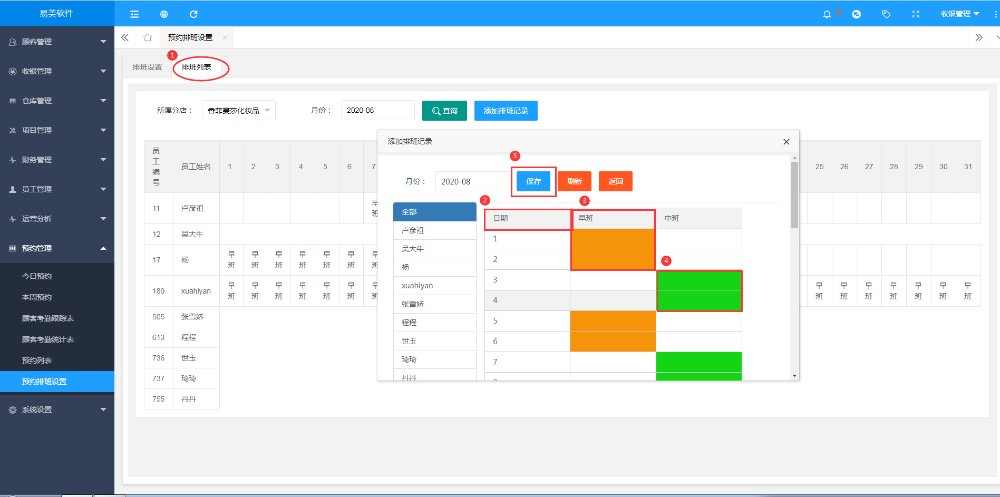 易美软件
收银管理
顾客管理
收银管理
仓库管理
项目管理
财务管理
员工管理
运营分析
预约管理
今日预约
本周预约
顾客考勤跟踪表
顾客考勤统计表
预约列表
预约排班设置
系统设置
预约排班设置
1
排班设置
排班列表
所属分店：
香菲蔓莎化妆品
月份：
2020-08
查询
添加排班记录
员工编号 员工姓名 1 2 3 4 5 6 7 25 26 27 28 29 30 31
11 卢彦祖 早班
12 吴大牛
17 杨 早班 早班 早班 早班 早班 早班 早班
189 xuahiyan 早班 早班 早班 早班 早班 早班 早班 早班 早班 早班 早班 早班 早班 早班
505 张雪娇
613 程程
736 世玉
737 琦琦
755 丹丹
添加排班记录
5
月份：
2020-08
保存
刷新
返回
2
3
4
全部
卢彦祖
吴大牛
杨
xuahiyan
张雪娇
程程
世玉
琦琦
丹丹
日期 早班 中班
1
2
3
4
5
6
7